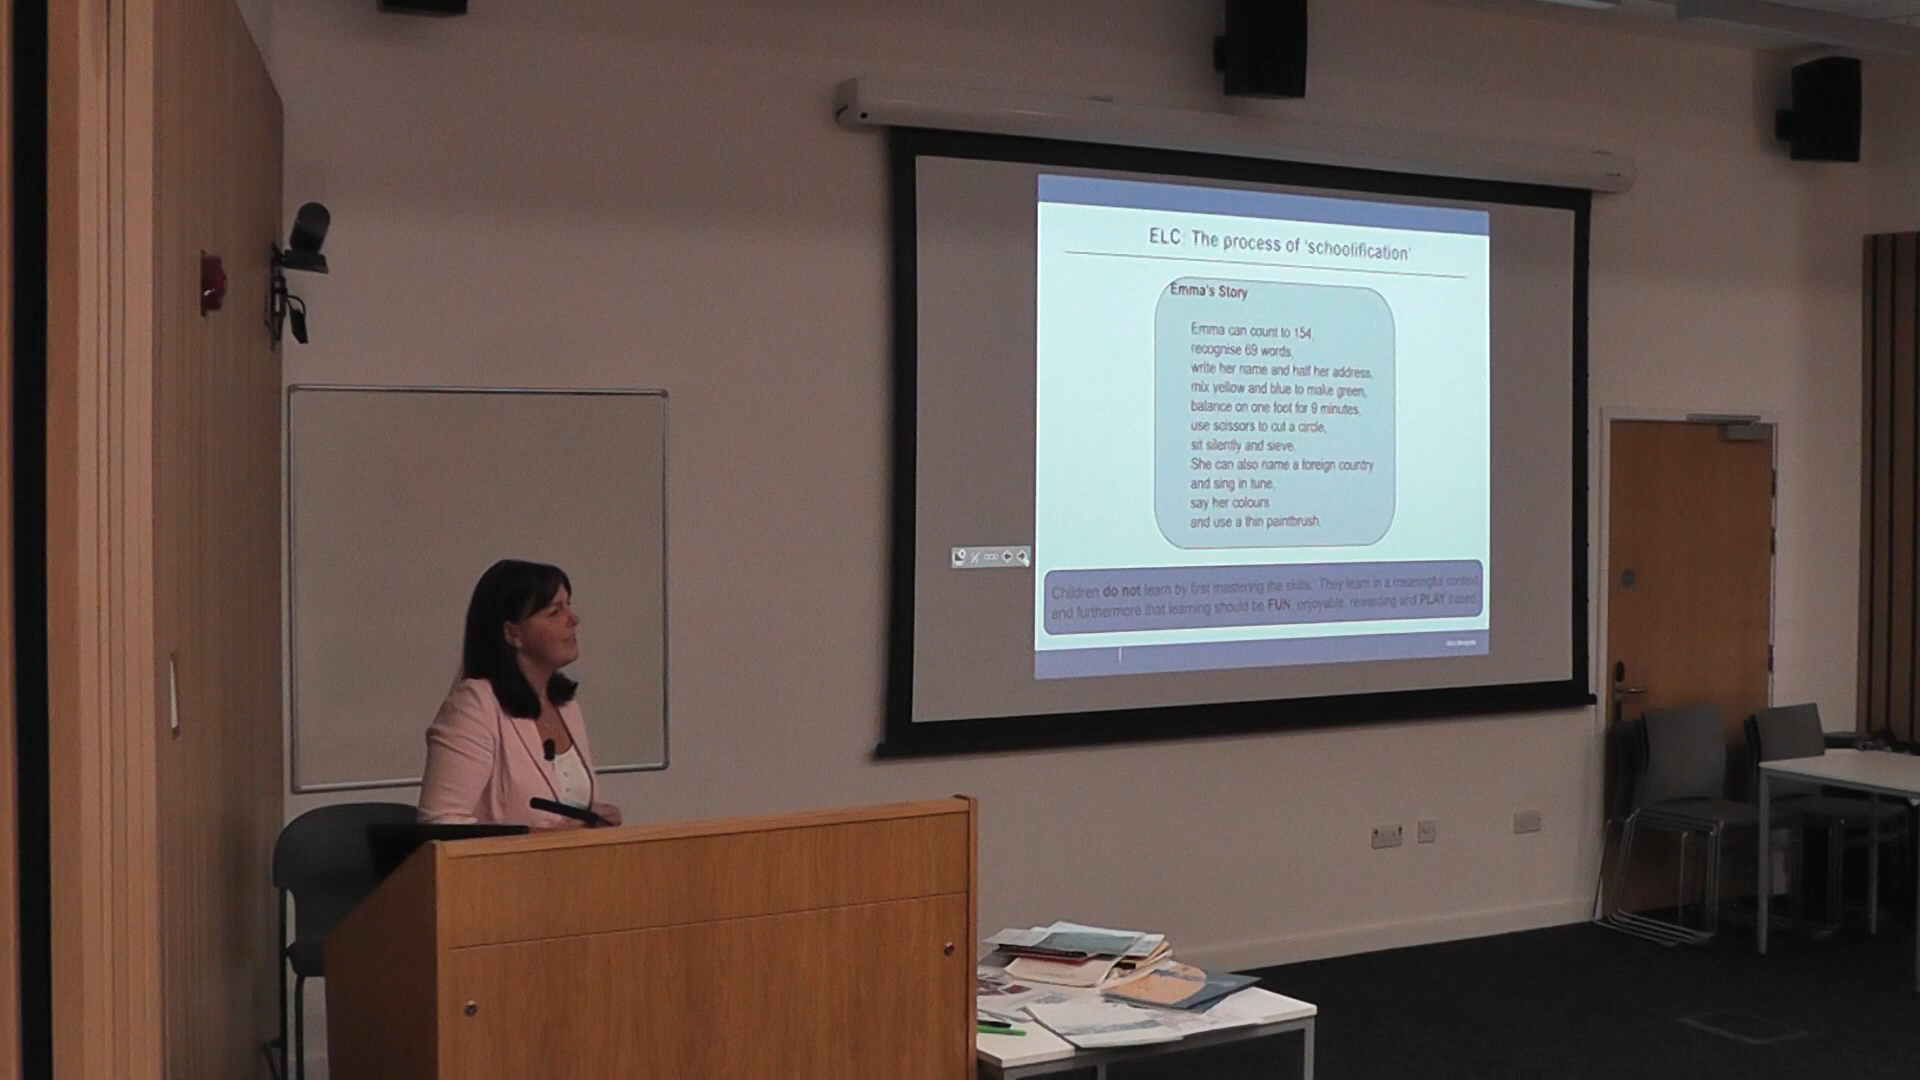 ELC: The process of 'schoolification'
Emma's Story
Emma can count to 154,
recognise 69 words,
write her name and half her address,
mix yellow and blue to make green,
balance on one foot for 9 minutes,
use scissors to cut a circle,
sit silently and sieve.
She can also name a foreign country
and sing in tune,
say her colours
and use a thin paintbrush.
Children do not learn by first mastering the skills. They learn in a meaningful context
and furthermore that learning should be FUN, enjoyable, rewarding and PLAY based.